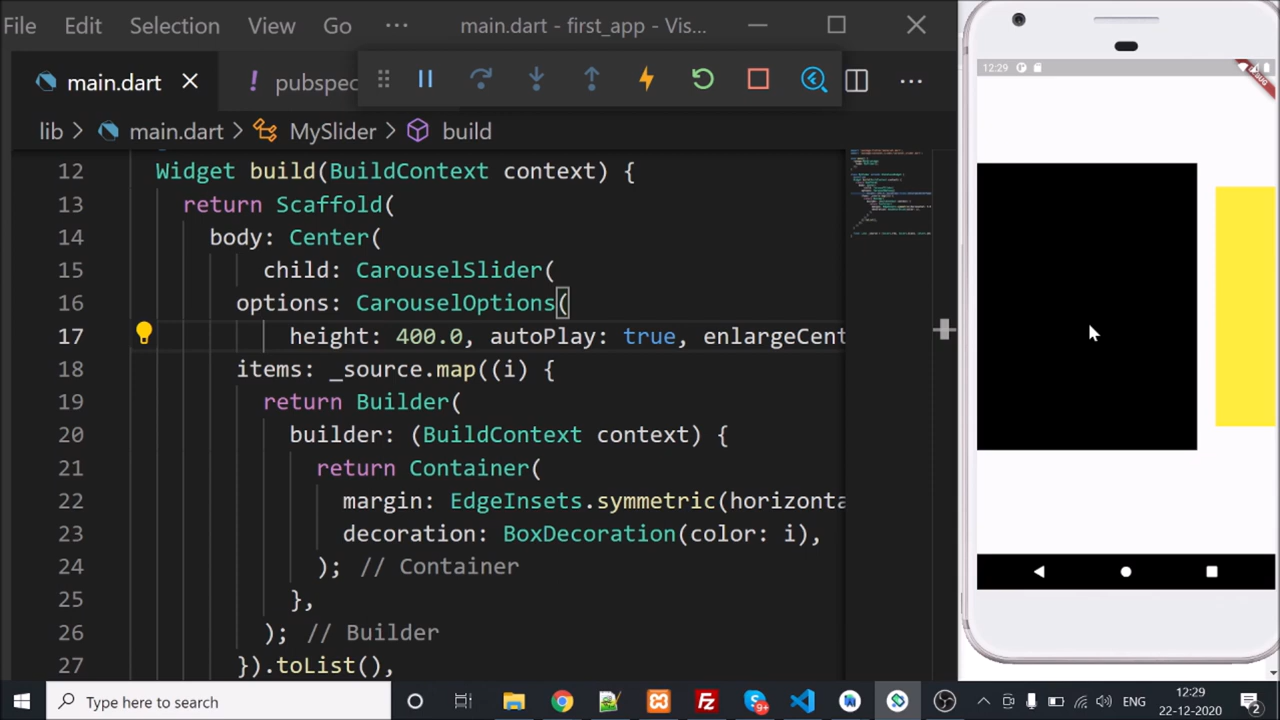 File Edit Selection View Go ··· main.dart - first_app - Vis...
main.dart pubspec
lib > main.dart > MySlider > build
12 Widget build(BuildContext context) {
13 return Scaffold(
14 body: Center(
15 child: CarouselSlider(
16 options: CarouselOptions(
17 height: 400.0, autoPlay: true, enlargeCent
18 items: _source.map((i) {
19 return Builder(
20 builder: (BuildContext context) {
21 return Container(
22 margin: EdgeInsets.symmetric(horizonta
23 decoration: BoxDecoration(color: i),
24 ); // Container
25 },
26 ); // Builder
27 }).toList(),
12:29
Type here to search
ENG
12:29
22-12-2020